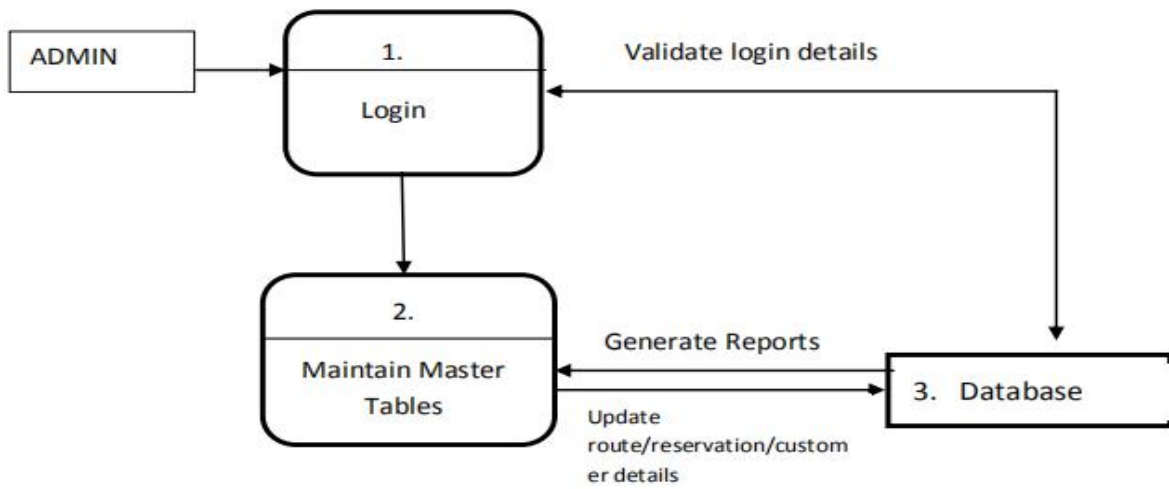 ADMIN
1.
Login
Validate login details
2.
Maintain Master
Tables
Generate Reports
Update
route/reservation/custom
er details
3. Database